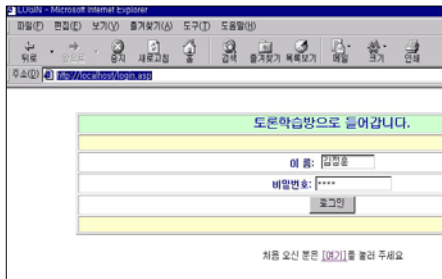 LOGIN - Microsoft Internet Explorer
파일(F) 편집(E) 보기(V) 즐겨찾기(A) 도구(T) 도움말(H)
뒤로 앞으로 중지 새로고침 홈 검색 즐겨찾기 목록보기 메일 크기 인쇄
주소(D) http://localhost/login.asp
토론학습방으로 들어갑니다.
이 름: 김정훈
비밀번호: ****
로그인
처음 오신 분은 [여기]를 눌러 주세요